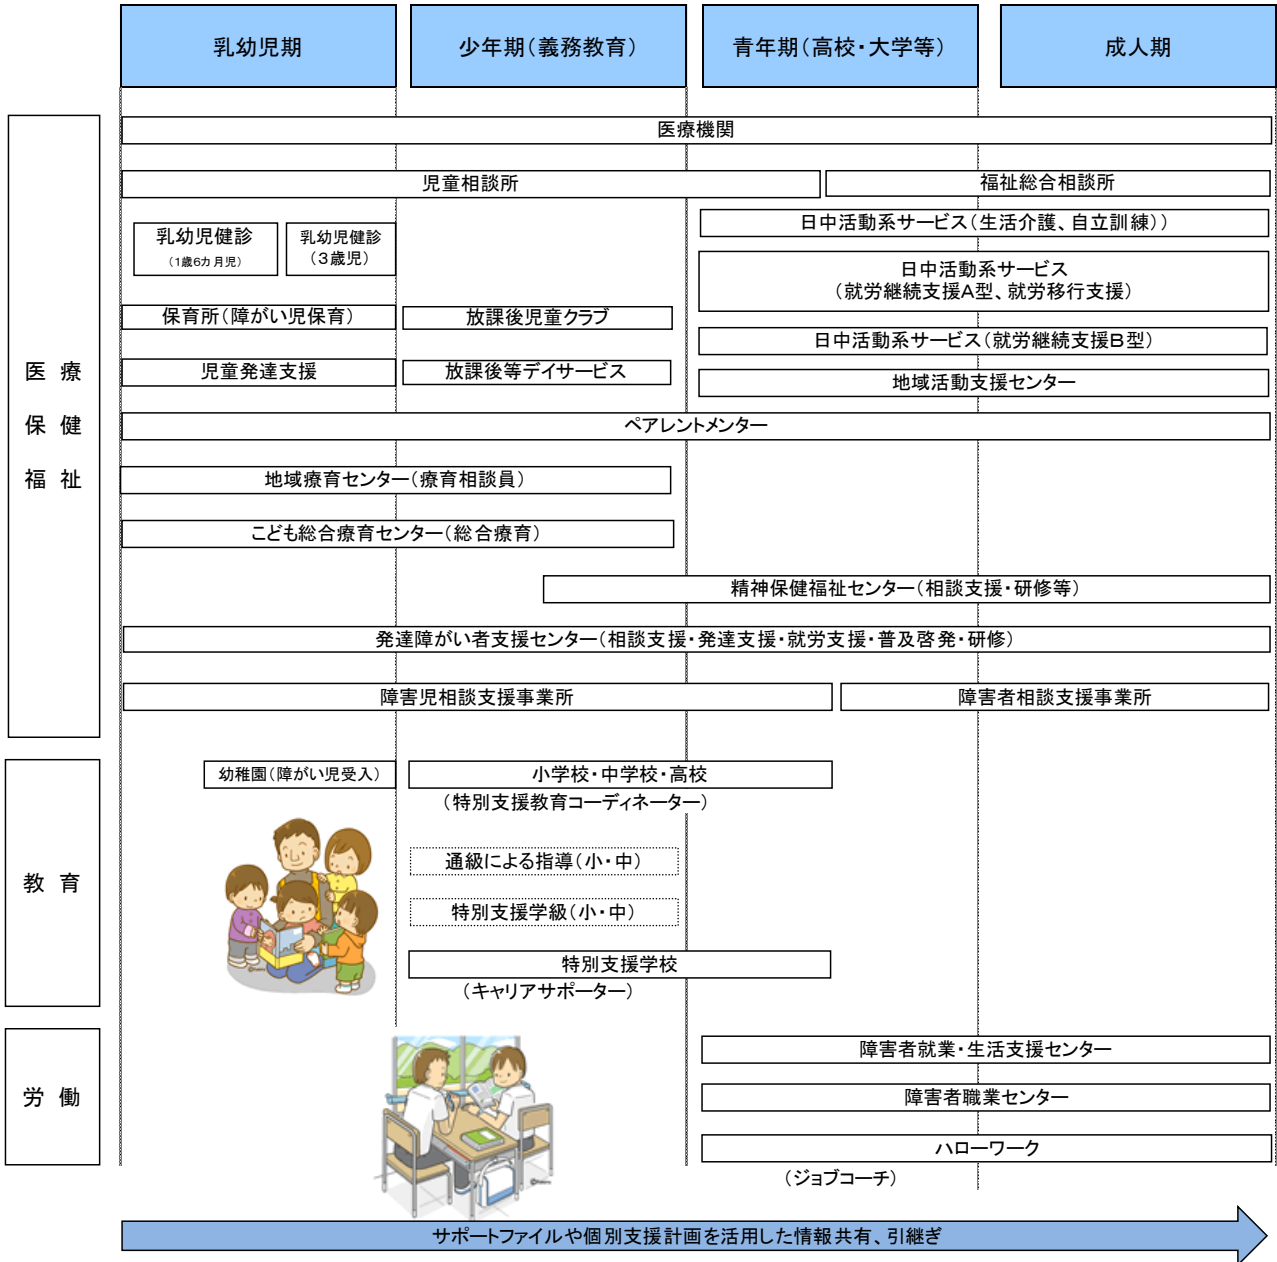 乳幼児期
少年期(義務教育)
青年期(高校・大学等)
成人期
医療
保健
福祉
医療機関
児童相談所
福祉総合相談所
乳幼児健診
(1歳6カ月児)
乳幼児健診
(3歳児)
日中活動系サービス(生活介護、自立訓練))
日中活動系サービス
(就労継続支援A型、就労移行支援)
保育所(障がい児保育)
放課後児童クラブ
日中活動系サービス(就労継続支援B型)
児童発達支援
放課後等デイサービス
地域活動支援センター
ペアレントメンター
地域療育センター(療育相談員)
こども総合療育センター(総合療育)
精神保健福祉センター(相談支援・研修等)
発達障がい者支援センター(相談支援・発達支援・就労支援・普及啓発・研修)
障害児相談支援事業所
障害者相談支援事業所
教育
幼稚園(障がい児受入)
小学校・中学校・高校
(特別支援教育コーディネーター)
通級による指導(小・中)
特別支援学級(小・中)
特別支援学校
(キャリアサポーター)
労働
障害者就業・生活支援センター
障害者職業センター
ハローワーク
(ジョブコーチ)
サポートファイルや個別支援計画を活用した情報共有、引継ぎ